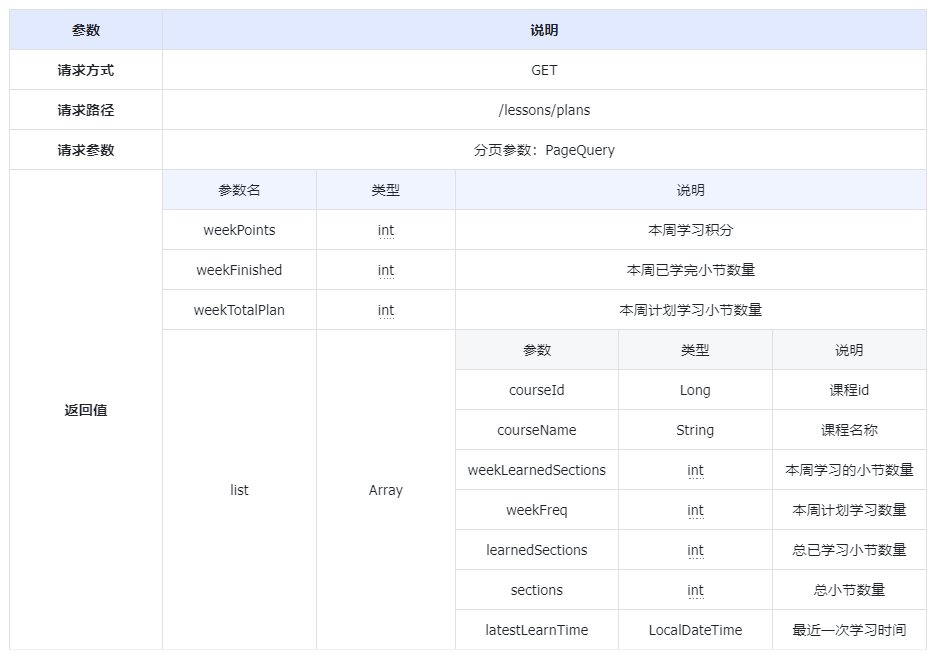 参数 说明
请求方式 GET
请求路径 /lessons/plans
请求参数 分页参数：PageQuery
返回值
参数名 类型 说明
weekPoints int 本周学习积分
weekFinished int 本周已学完小节数量
weekTotalPlan int 本周计划学习小节数量
list Array
参数 类型 说明
courseId Long 课程id
courseName String 课程名称
weekLearnedSections int 本周学习的小节数量
weekFreq int 本周计划学习数量
learnedSections int 总已学习小节数量
sections int 总小节数量
latestLearnTime LocalDateTime 最近一次学习时间